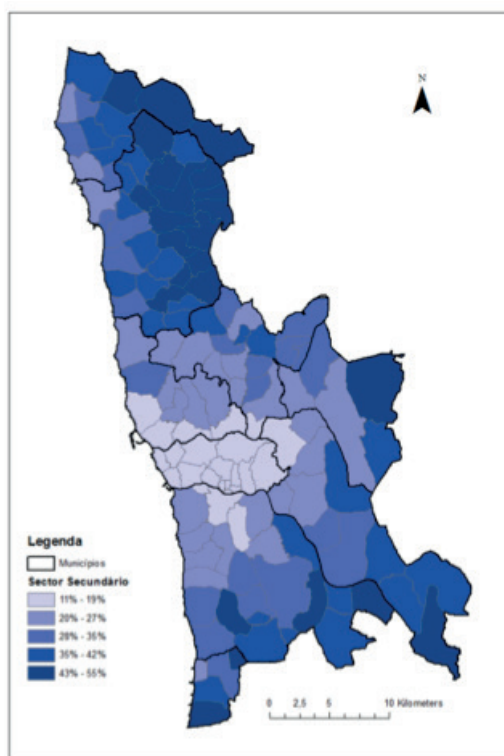 N
Legenda
Municípios
Sector Secundário
11% - 19%
20% - 27%
28% - 35%
35% - 42%
43% - 55%
0 2,5 5 10 Kilometers